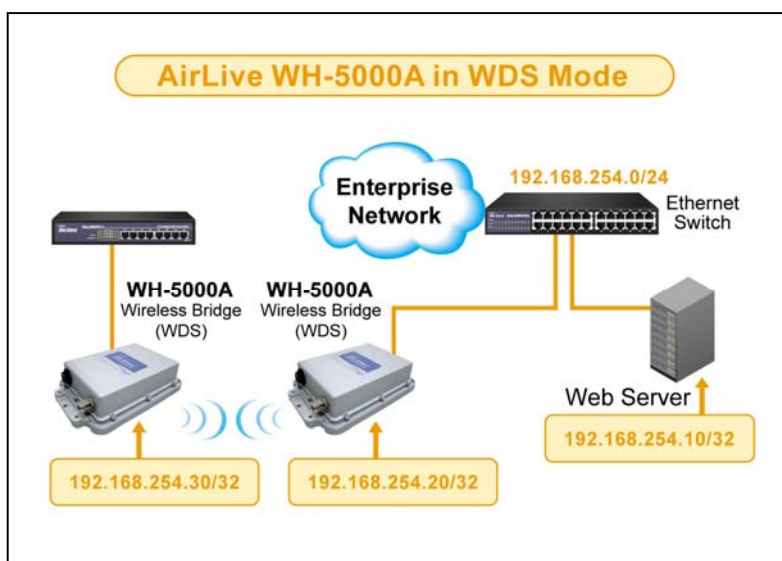 AirLive WH-5000A in WDS Mode
Enterprise
Network
192.168.254.0/24
Ethernet
Switch
WH-5000A
Wireless Bridge
(WDS)
WH-5000A
Wireless Bridge
(WDS)
Web Server
192.168.254.30/32
192.168.254.20/32
192.168.254.10/32